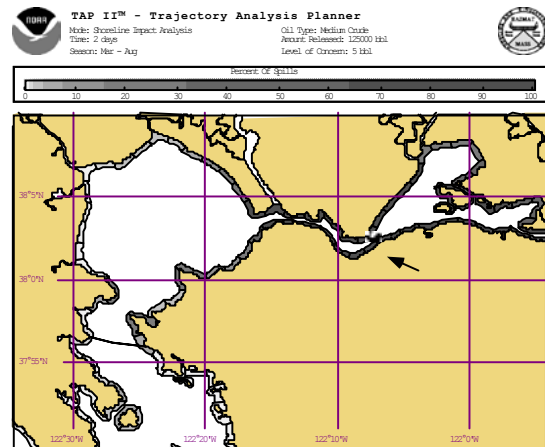 NOAA
TAP II™ - Trajectory Analysis Planner
Mode: Shoreline Impact Analysis
Time: 2 days
Season: Mar - Aug
Oil Type: Medium Crude
Amount Released: 125000 bbl
Level of Concern: 5 bbl
HAZMAT
Percent Of Spills
0 10 20 30 40 50 60 70 80 90 100
38°5'N
38°0'N
37°55'N
122°30'W 122°20'W 122°10'W 122°0'W